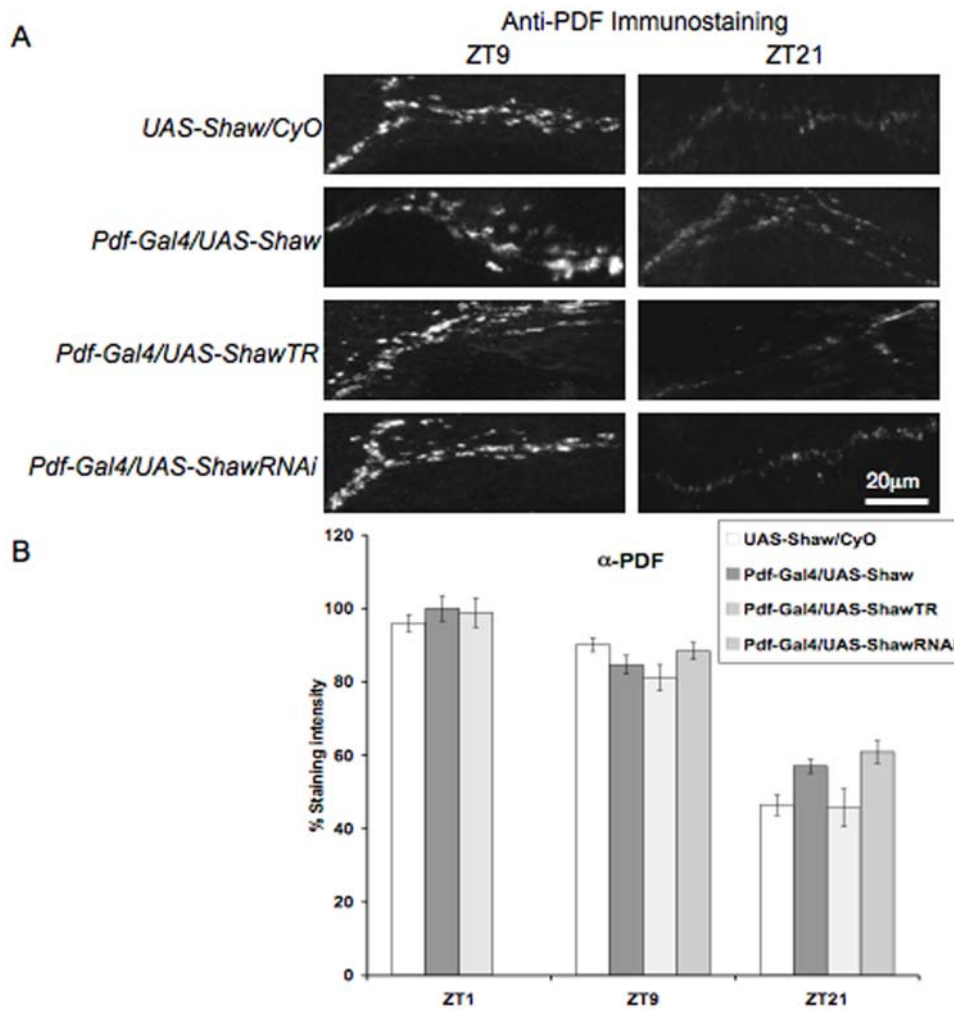 A
Anti-PDF Immunostaining
ZT9 ZT21
UAS-Shaw/CyO
Pdf-Gal4/UAS-Shaw
Pdf-Gal4/UAS-ShawTR
Pdf-Gal4/UAS-ShawRNAi
20µm
B
α-PDF
UAS-Shaw/CyO
Pdf-Gal4/UAS-Shaw
Pdf-Gal4/UAS-ShawTR
Pdf-Gal4/UAS-ShawRNAi
% Staining intensity
120
100
80
60
40
20
0
ZT1 ZT9 ZT21